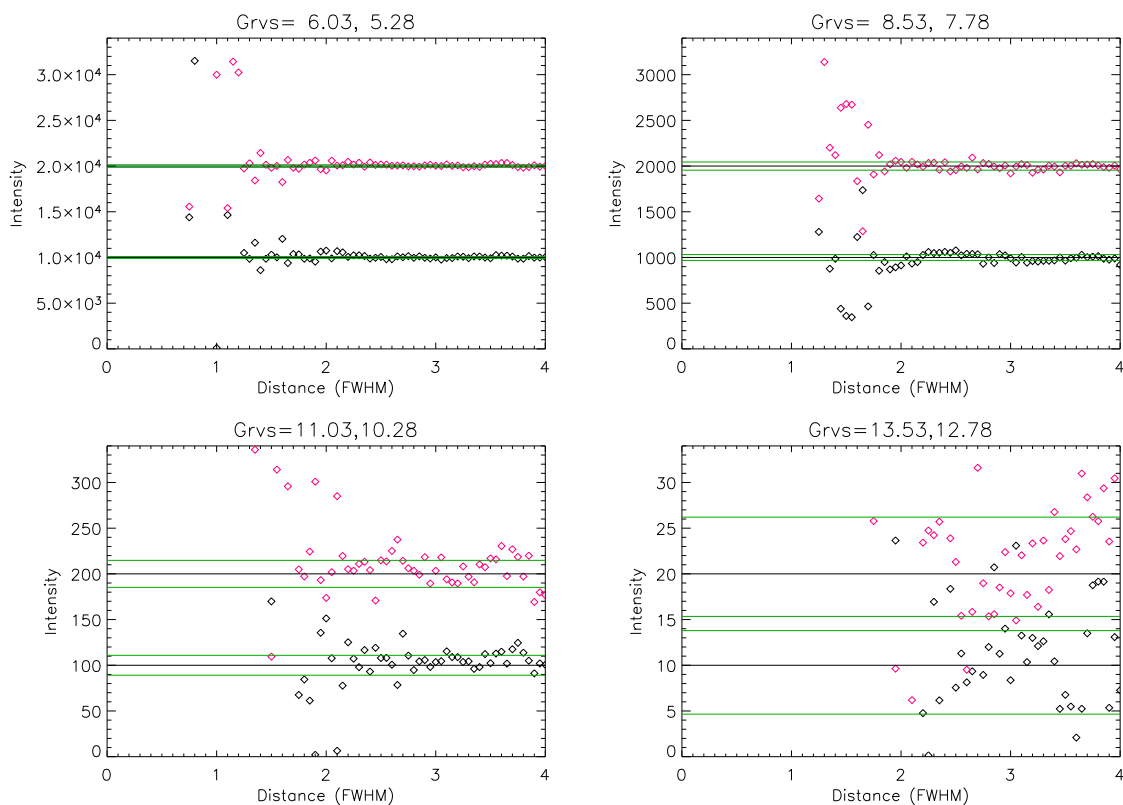 Grvs= 6.03, 5.28
Intensity
3.0×10⁴
2.5×10⁴
2.0×10⁴
1.5×10⁴
1.0×10⁴
5.0×10³
0
0 1 2 3 4
Distance (FWHM)
Grvs= 8.53, 7.78
Intensity
3000
2500
2000
1500
1000
500
0
0 1 2 3 4
Distance (FWHM)
Grvs=11.03,10.28
Intensity
300
250
200
150
100
50
0
0 1 2 3 4
Distance (FWHM)
Grvs=13.53,12.78
Intensity
30
25
20
15
10
5
0
0 1 2 3 4
Distance (FWHM)